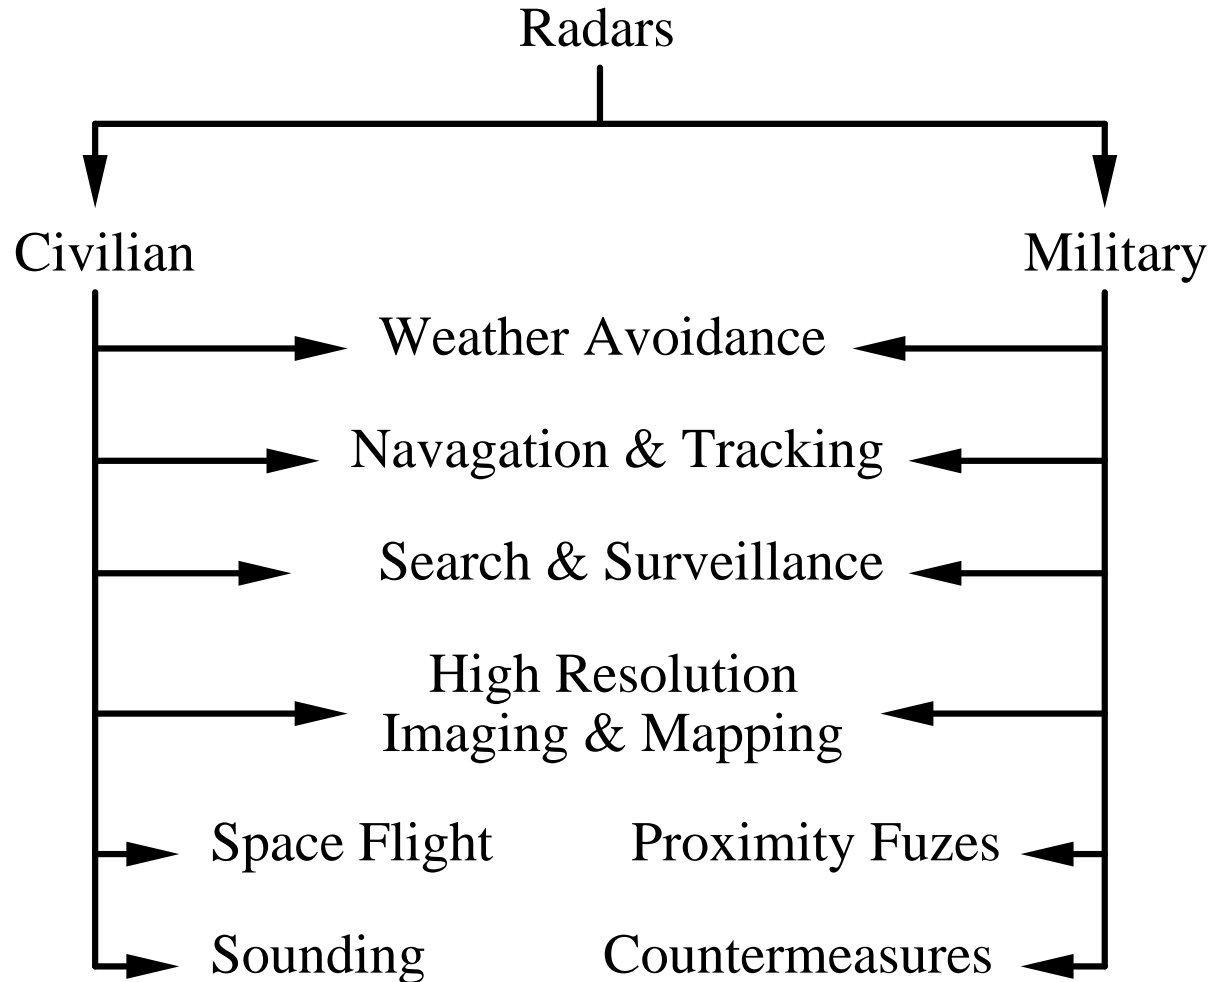 Radars
Civilian
Military
Weather Avoidance
Navagation & Tracking
Search & Surveillance
High Resolution
Imaging & Mapping
Space Flight
Proximity Fuzes
Sounding
Countermeasures